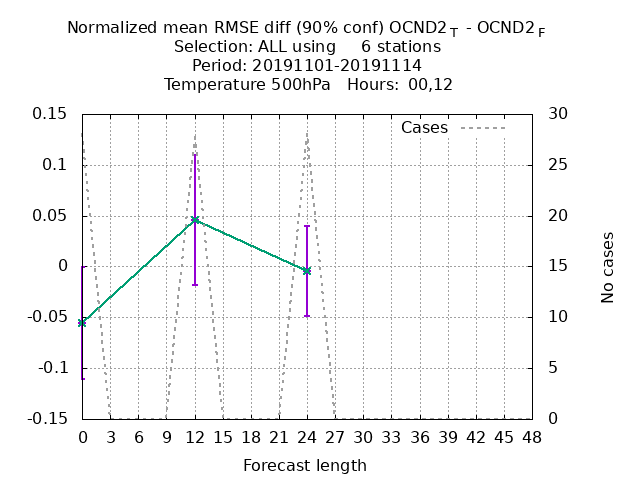 Normalized mean RMSE diff (90% conf) OCND2 T - OCND2 F
Selection: ALL using 6 stations
Period: 20191101-20191114
Temperature 500hPa Hours: 00,12
0.15
0.1
0.05
0
-0.05
-0.1
-0.15
30
25
20
15
10
5
0
Cases
No cases
0 3 6 9 12 15 18 21 24 27 30 33 36 39 42 45 48
Forecast length